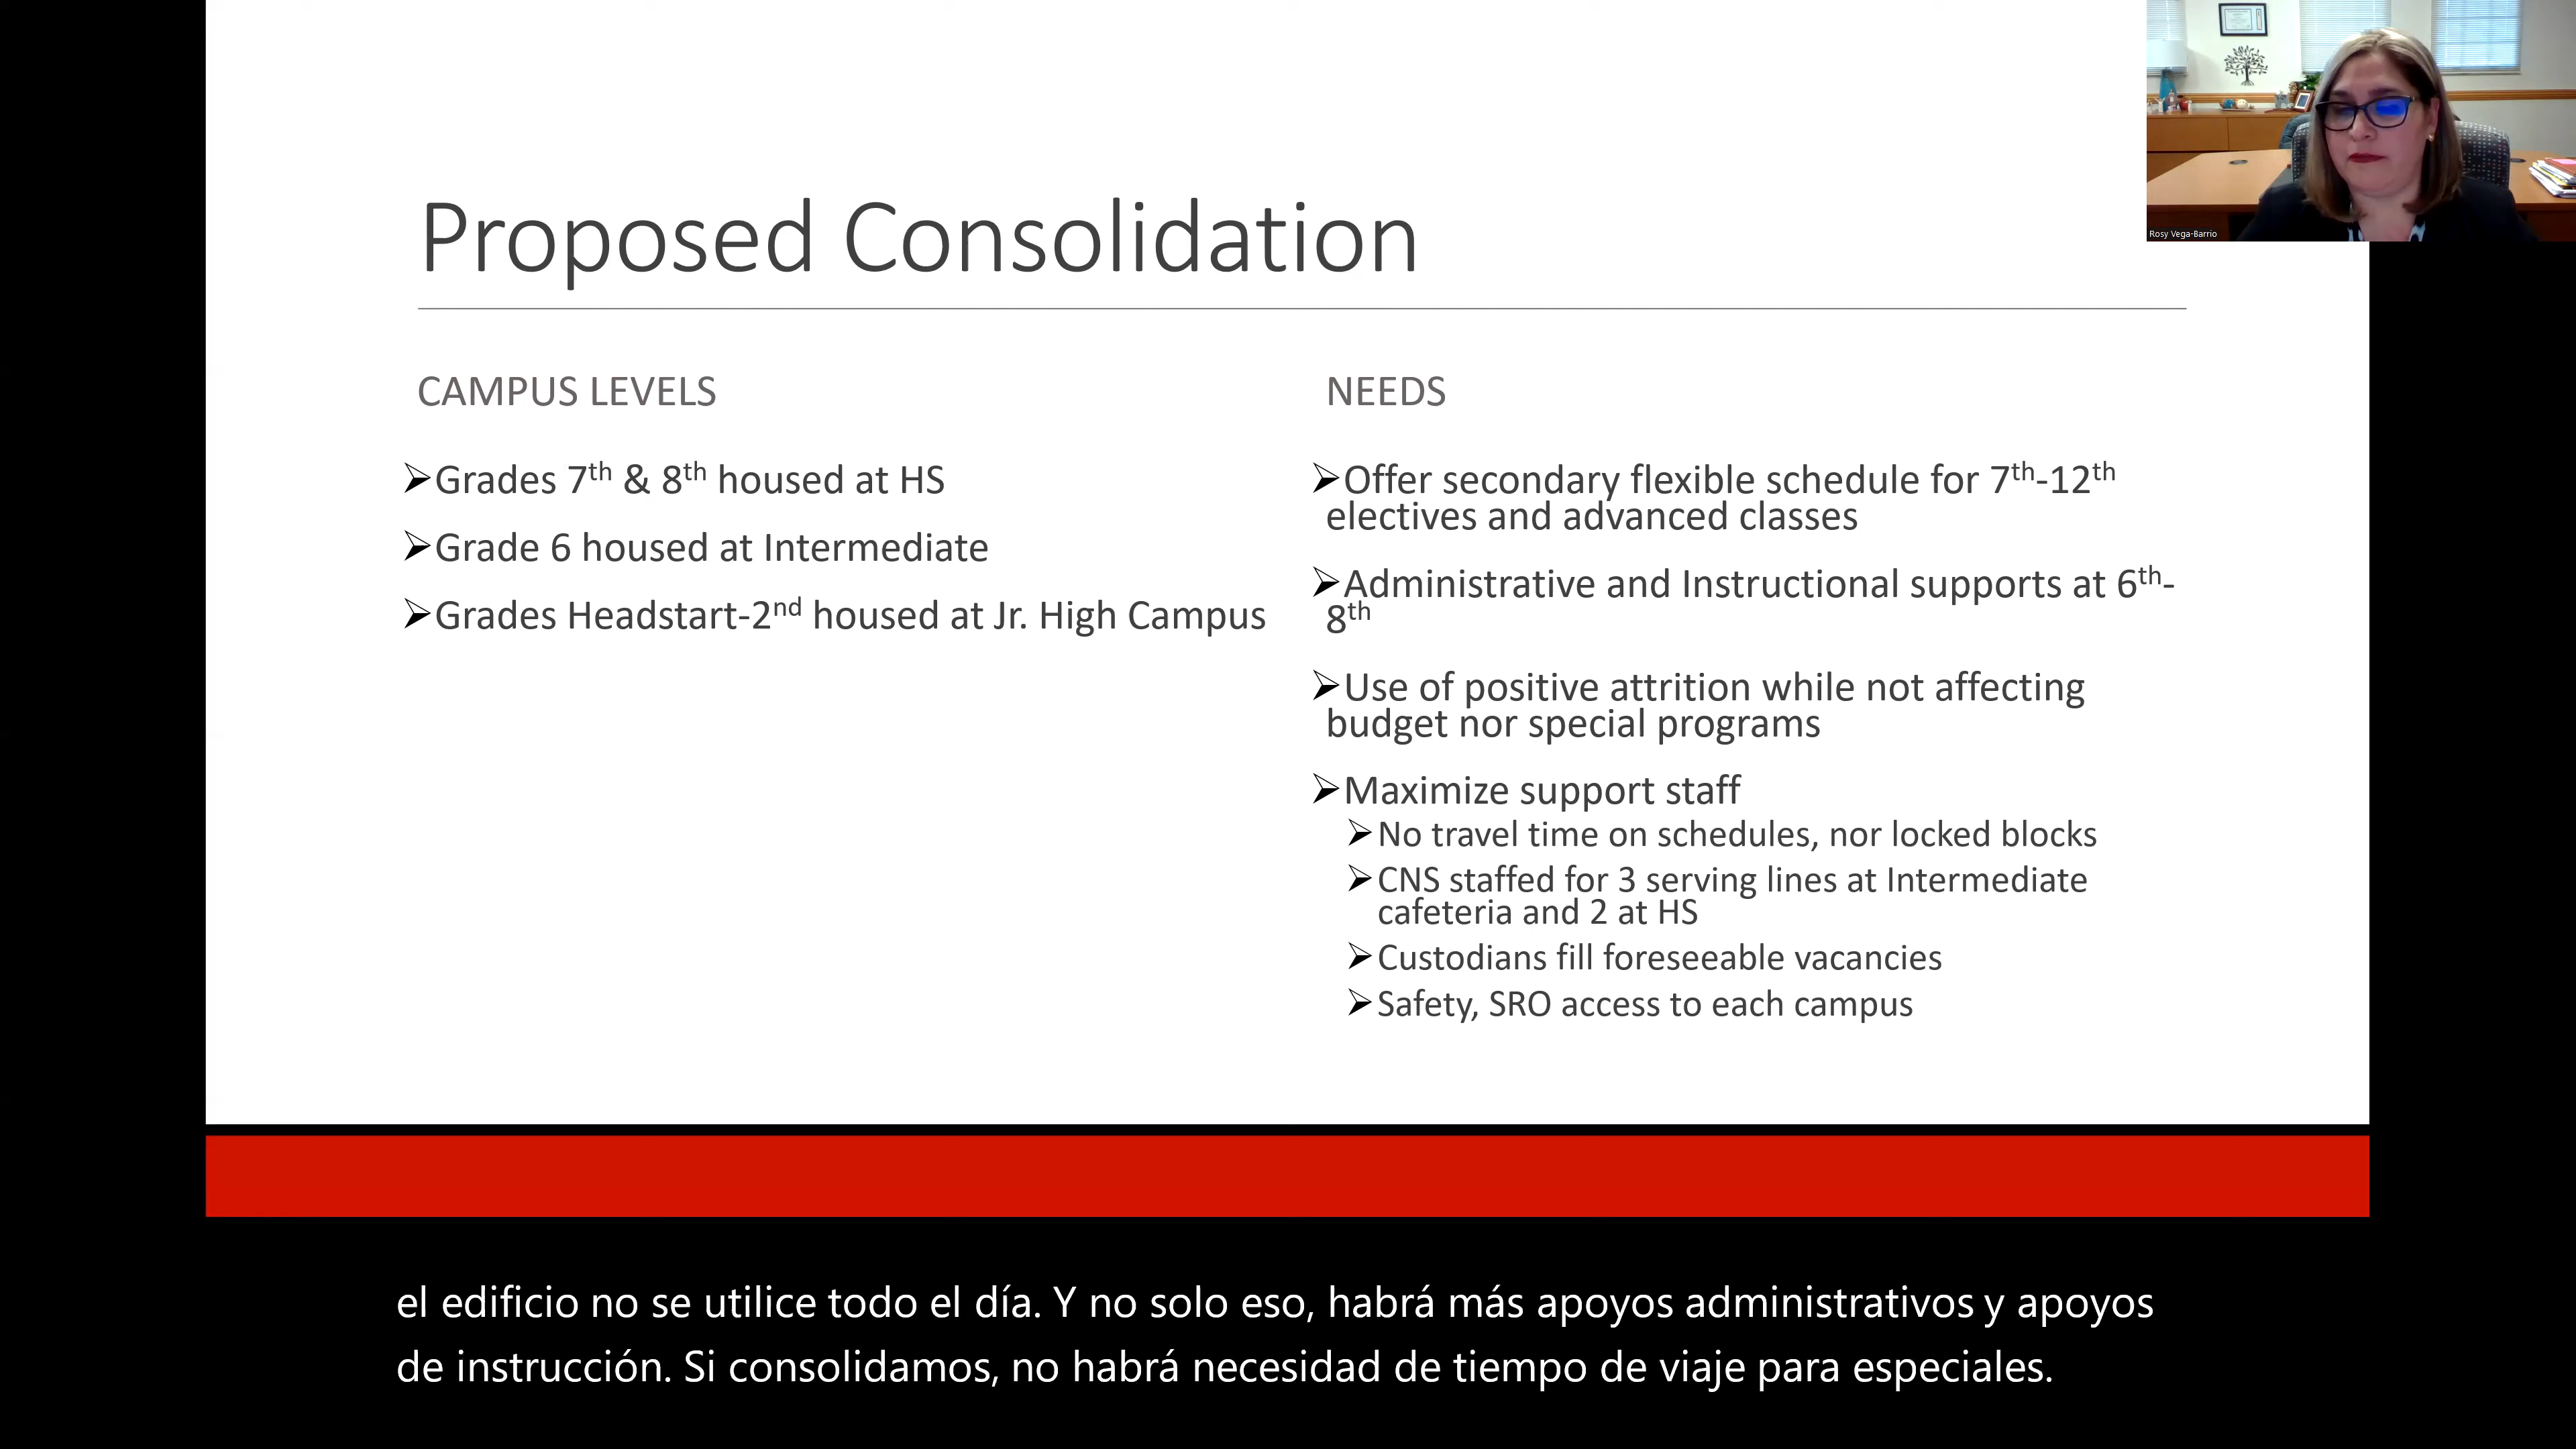 Rosy Vega-Barrio
Proposed Consolidation
CAMPUS LEVELS
➢Grades 7th & 8th housed at HS
➢Grade 6 housed at Intermediate
➢Grades Headstart-2nd housed at Jr. High Campus
NEEDS
➢Offer secondary flexible schedule for 7th-12th
electives and advanced classes
➢Administrative and Instructional supports at 6th-
8th
➢Use of positive attrition while not affecting
budget nor special programs
➢Maximize support staff
➢No travel time on schedules, nor locked blocks
➢CNS staffed for 3 serving lines at Intermediate
cafeteria and 2 at HS
➢Custodians fill foreseeable vacancies
➢Safety, SRO access to each campus
el edificio no se utilice todo el día. Y no solo eso, habrá más apoyos administrativos y apoyos
de instrucción. Si consolidamos, no habrá necesidad de tiempo de viaje para especiales.